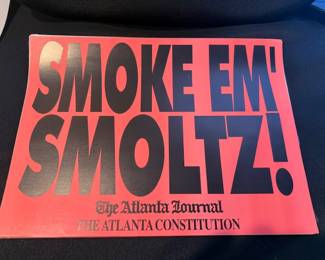 SMOKE EM'
SMOLTZ!
The Atlanta Journal
THE ATLANTA CONSTITUTION